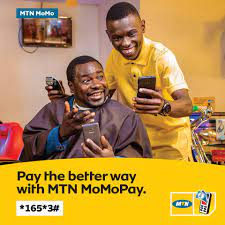 MTN MoMo
Pay the better way
with MTN MoMoPay.
*165*3#
MTN